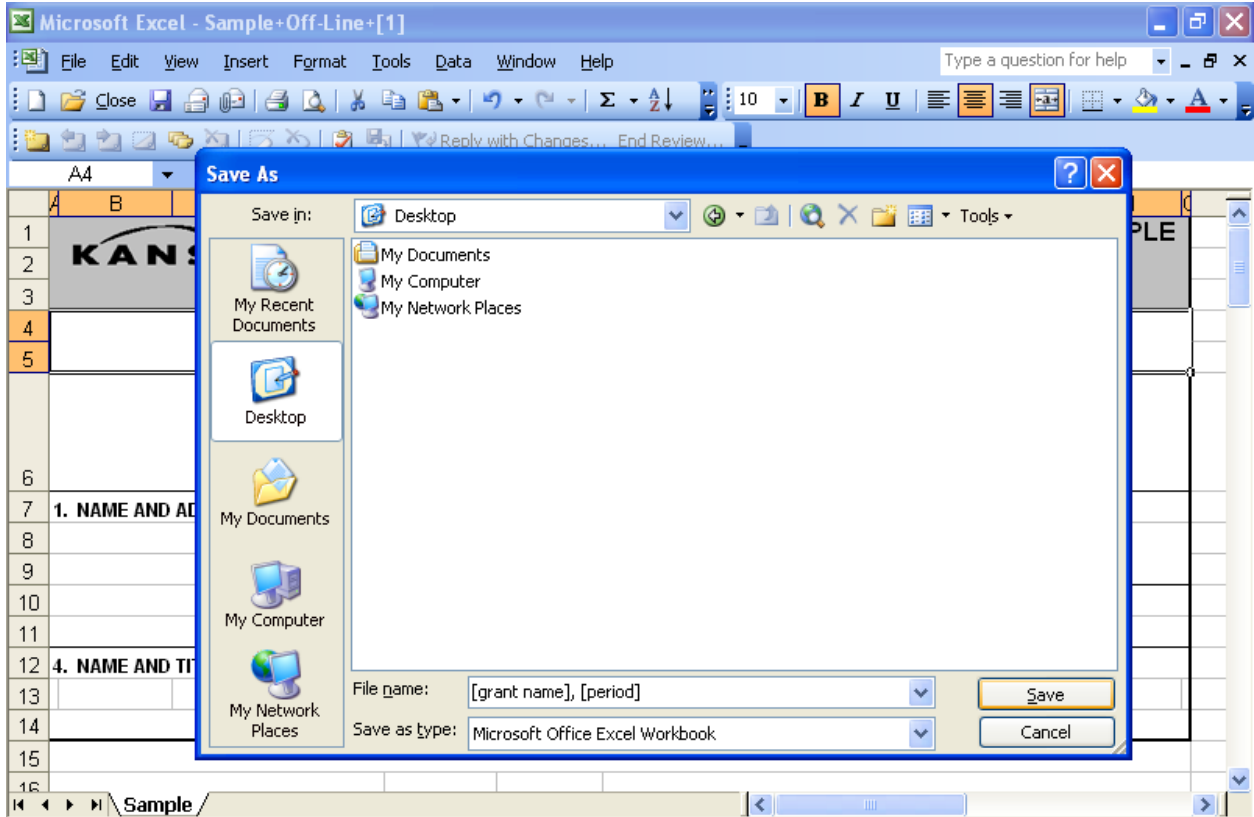 Microsoft Excel - Sample+Off-Line+[1]
File Edit View Insert Format Tools Data Window Help Type a question for help
Close Σ 10 B I U A
Reply with Changes... End Review...
A4
Save As
A B
Save in: Desktop Tools
1
2
3
4
5
6
7
8
9
10
11
12
13
14
15
16
KANS
PLE
1. NAME AND AD
4. NAME AND TIT
My Recent
Documents
Desktop
My Documents
My Computer
My Network
Places
My Documents
My Computer
My Network Places
File name: [grant name], [period] Save
Save as type: Microsoft Office Excel Workbook Cancel
Sample